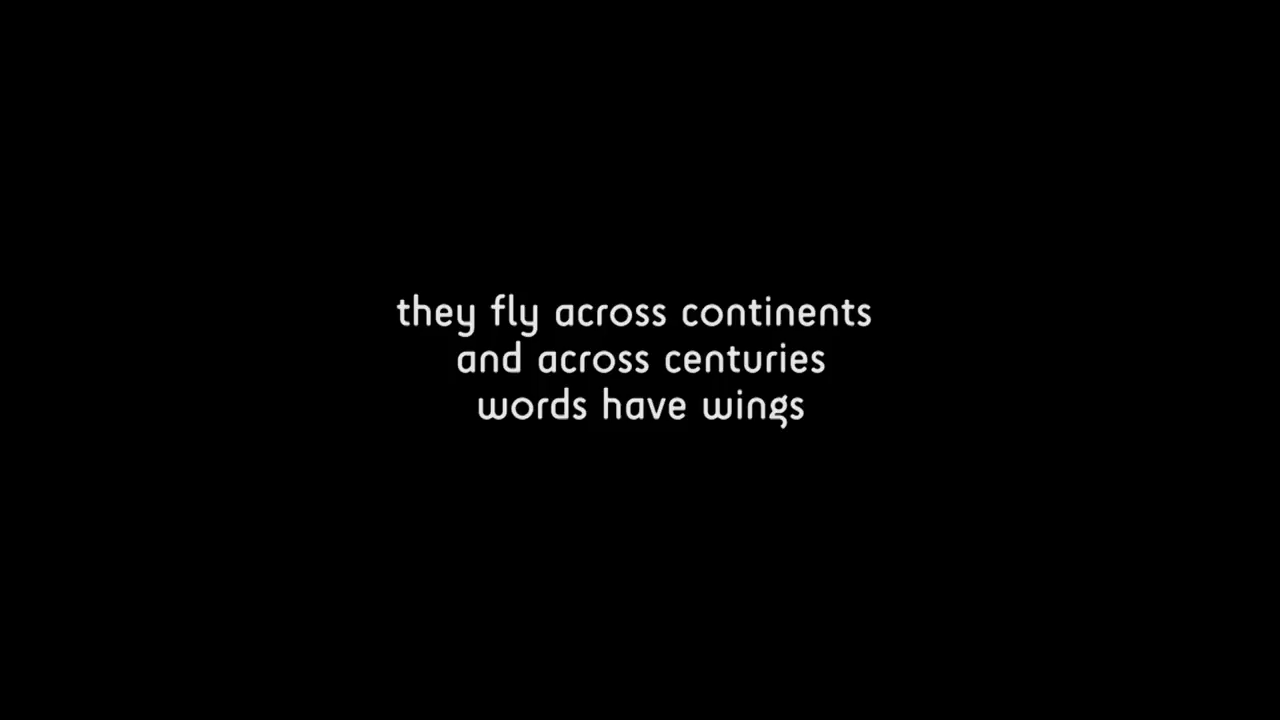 they fly across continents
and across centuries
words have wings